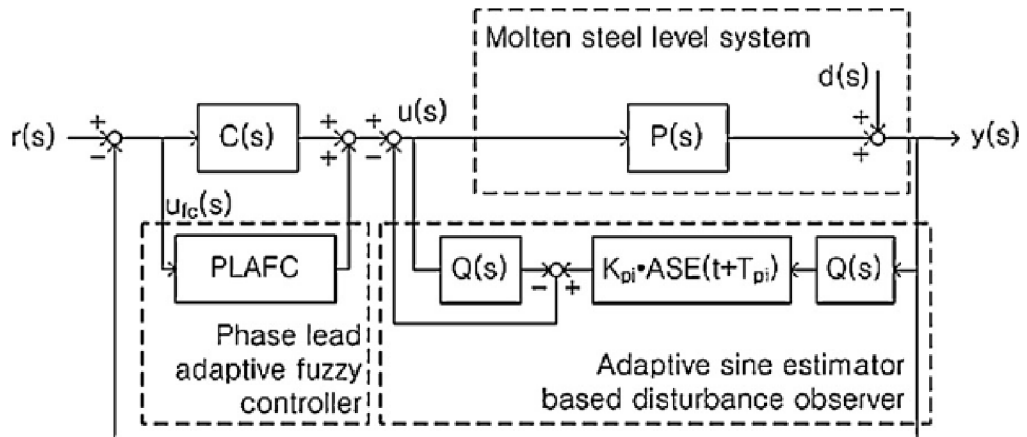 Molten steel level system
d(s)
r(s)
+
−
C(s)
+
+
+
−
u(s)
P(s)
+
+
y(s)
u_fc(s)
PLAFC
Q(s)
−
+
K_pi•ASE(t+T_pi)
Q(s)
Phase lead
adaptive fuzzy
controller
Adaptive sine estimator
based disturbance observer